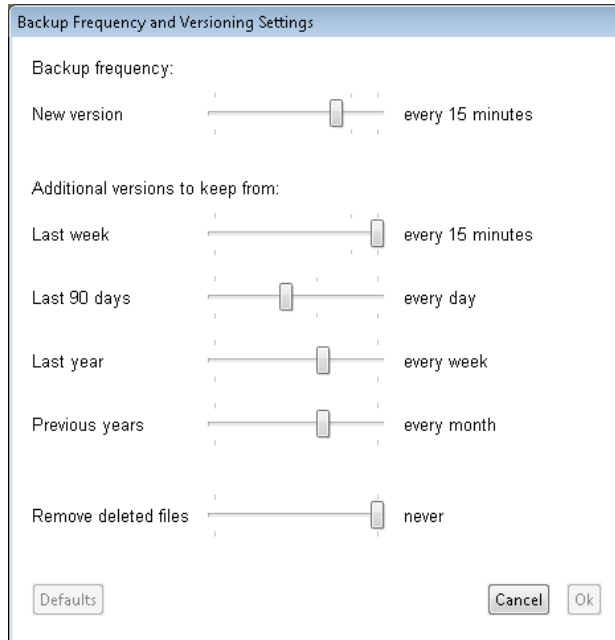 Backup Frequency and Versioning Settings
Backup frequency:
New version every 15 minutes
Additional versions to keep from:
Last week every 15 minutes
Last 90 days every day
Last year every week
Previous years every month
Remove deleted files never
Defaults Cancel Ok